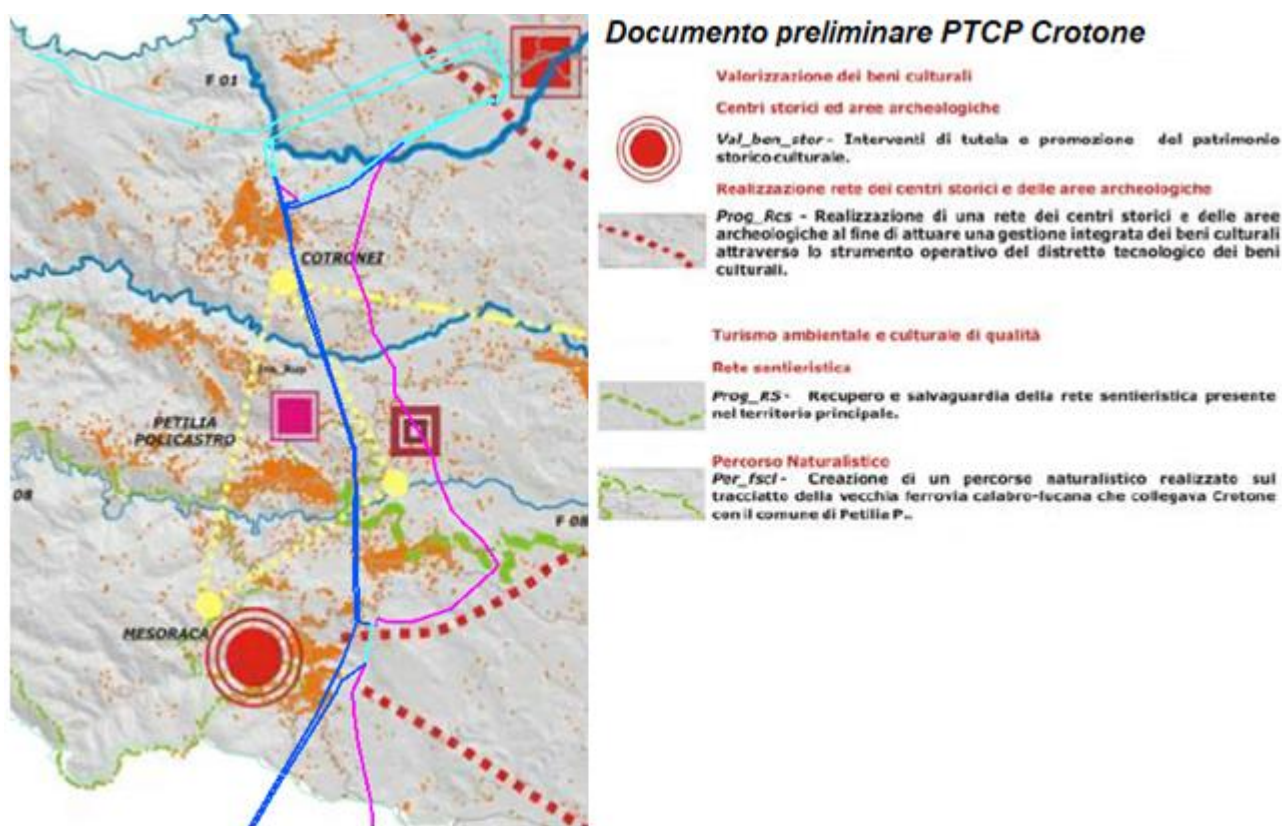 Documento preliminare PTCP Crotone
Valorizzazione dei beni culturali
Centri storici ed aree archeologiche
Val_ben_stor - Interventi di tutela e promozione del patrimonio
storico culturale.
Realizzazione rete dei centri storici e delle aree archeologiche
Prog_Rcs - Realizzazione di una rete dei centri storici e delle aree
archeologiche al fine di attuare una gestione integrata dei beni culturali
attraverso lo strumento operativo del distretto tecnologico dei beni
culturali.
Turismo ambientale e culturale di qualità
Rete sentieristica
Prog_RS - Recupero e salvaguardia della rete sentieristica presente
nel territorio principale.
Percorso Naturalistico
Per_fscl - Creazione di un percorso naturalistico realizzato sul
tracciatto della vecchia ferrovia calabro-lucana che collegava Crotone
con il comune di Petilia P..
F 01
COTRONEI
PETILIA
POLICASTRO
08
F 08
MESORACA